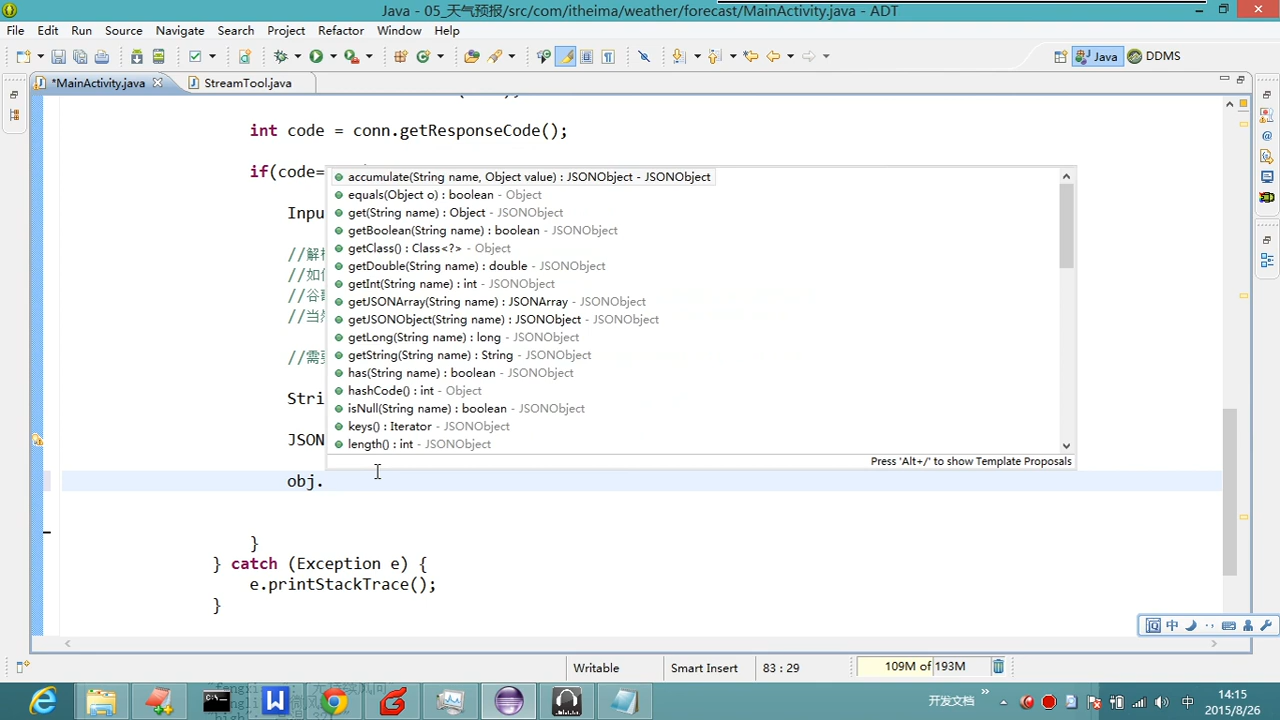 Java - 05_天气预报/src/com/itheima/weather/forecast/MainActivity.java - ADT
File Edit Run Source Navigate Search Project Refactor Window Help
Java DDMS
*MainActivity.java StreamTool.java
int code = conn.getResponseCode();
if(code=
accumulate(String name, Object value) : JSONObject - JSONObject
equals(Object o) : boolean - Object
get(String name) : Object - JSONObject
Inpu
getBoolean(String name) : boolean - JSONObject
getClass() : Class<?> - Object
//解
getDouble(String name) : double - JSONObject
//如
getInt(String name) : int - JSONObject
//谷
getJSONArray(String name) : JSONArray - JSONObject
//当
getJSONObject(String name) : JSONObject - JSONObject
getLong(String name) : long - JSONObject
//需
getString(String name) : String - JSONObject
has(String name) : boolean - JSONObject
hashCode() : int - Object
Stri
isNull(String name) : boolean - JSONObject
keys() : Iterator - JSONObject
JSON
length() : int - JSONObject
Press 'Alt+/' to show Template Proposals
obj.
}
} catch (Exception e) {
e.printStackTrace();
}
中
Writable Smart Insert 83 : 29 109M of 193M
开发文档 » 中 14:15
2015/8/26